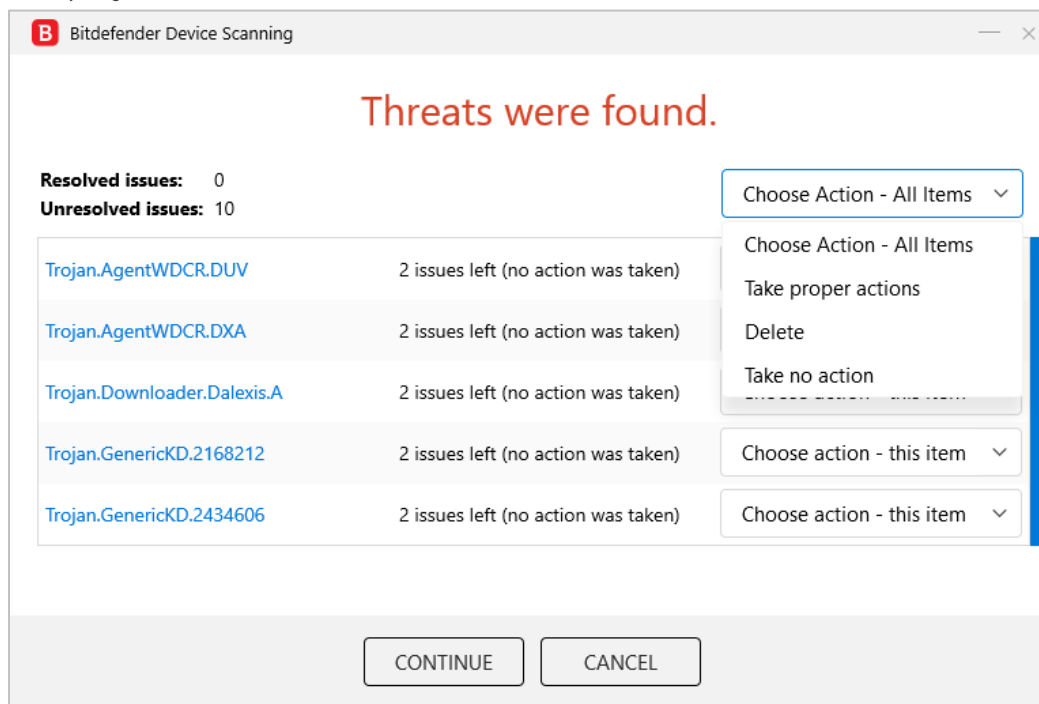 B Bitdefender Device Scanning
Threats were found.
Resolved issues: 0
Unresolved issues: 10
Choose Action - All Items
Choose Action - All Items
Take proper actions
Delete
Take no action
Trojan.AgentWDCR.DUV 2 issues left (no action was taken)
Trojan.AgentWDCR.DXA 2 issues left (no action was taken)
Trojan.Downloader.Dalexis.A 2 issues left (no action was taken)
Trojan.GenericKD.2168212 2 issues left (no action was taken) Choose action - this item
Trojan.GenericKD.2434606 2 issues left (no action was taken) Choose action - this item
CONTINUE CANCEL